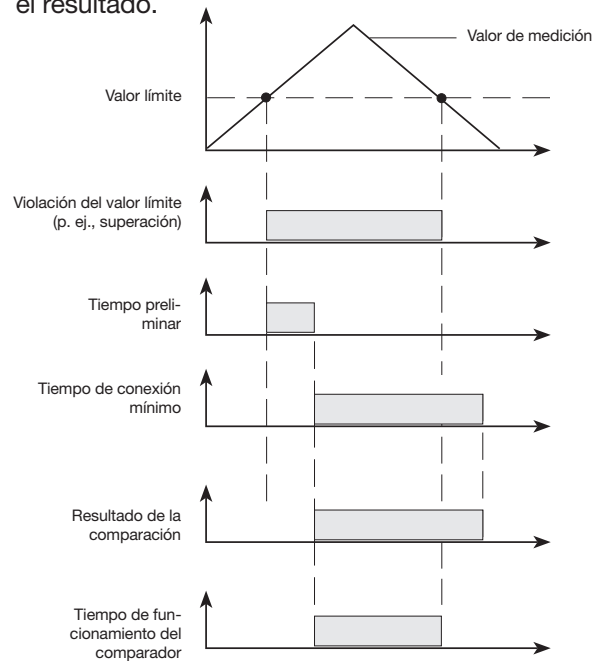 el resultado.
Valor de medición
Valor límite
Violación del valor límite
(p. ej., superación)
Tiempo preli-
minar
Tiempo de conexión
mínimo
Resultado de la
comparación
Tiempo de fun-
cionamiento del
comparador